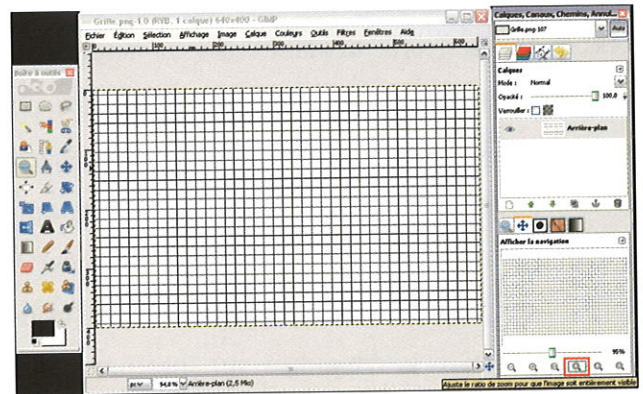 Grille.png-1.0 (RVB, 1 calque) 640x400 - GIMP
Fichier Édition Sélection Affichage Image Calque Couleurs Outils Filtres Fenêtres Aide
Boîte à outils
Calques, Canaux, Chemins, Annul...
Grille.png-107
Auto
Calques
Mode : Normal
Opacité : 100,0
Verrouiller :
Arrière-plan
Afficher la navigation
95%
px 94,8% Arrière-plan (2,5 Mio)
Ajuste le ratio de zoom pour que l'image soit entièrement visible